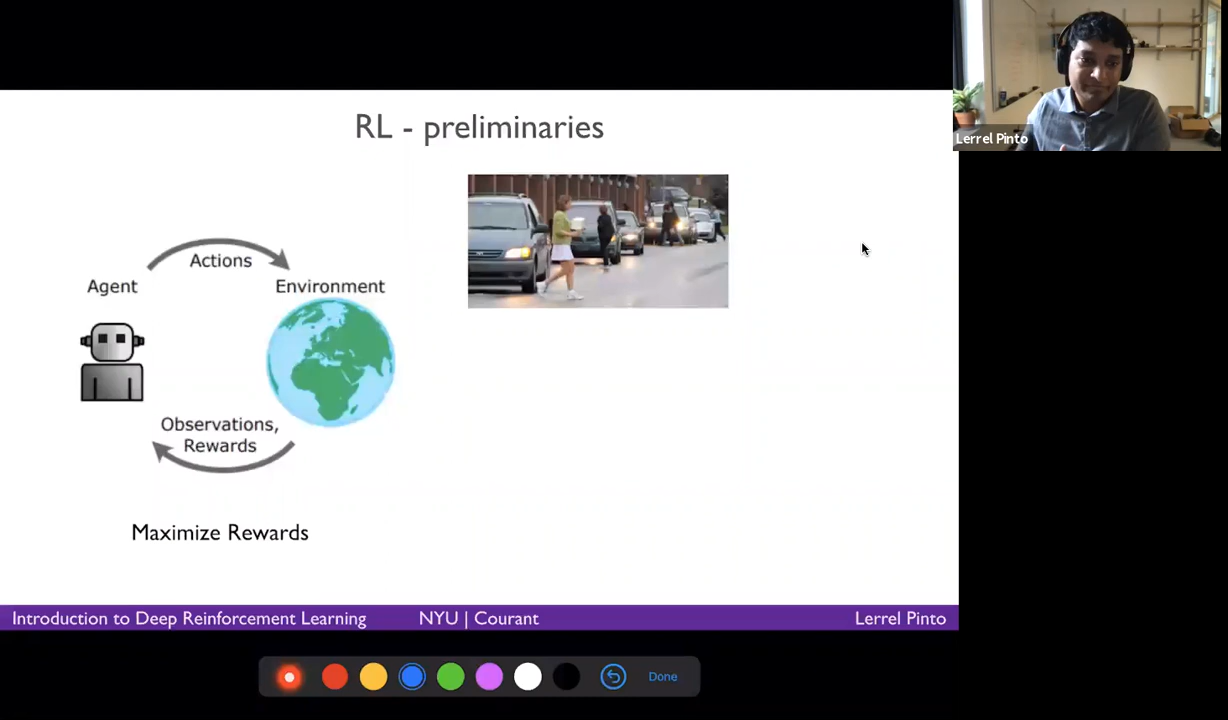 RL - preliminaries
Lerrel Pinto
Actions
Agent
Environment
Observations,
Rewards
Maximize Rewards
Introduction to Deep Reinforcement Learning NYU | Courant Lerrel Pinto
Done